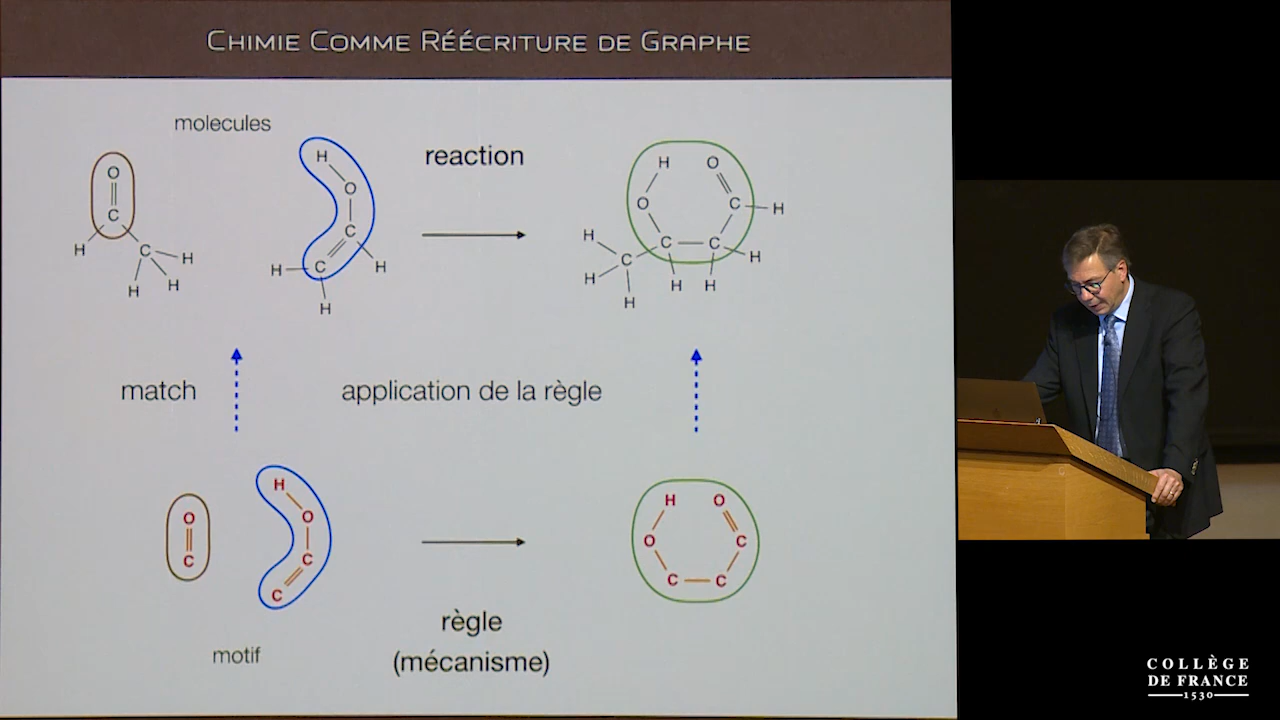 CHIMIE COMME RÉÉCRITURE DE GRAPHE
molecules
reaction
O
C
H
C
H
H
H
H
O
C
C
H
H
H
H
O
O
C
H
C
C
H
C
H
H
H
H
H
match
application de la règle
O
C
H
O
C
C
H
O
O
C
C
C
motif
règle
(mécanisme)
COLLÈGE
DE FRANCE
1530